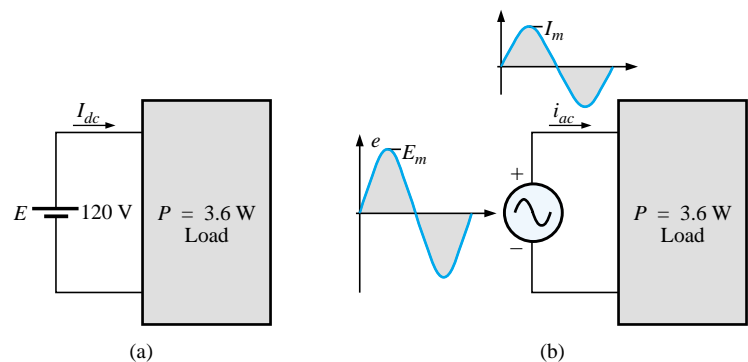 I_dc
E
120 V
P = 3.6 W
Load
(a)
I_m
e
E_m
i_ac
+
–
P = 3.6 W
Load
(b)